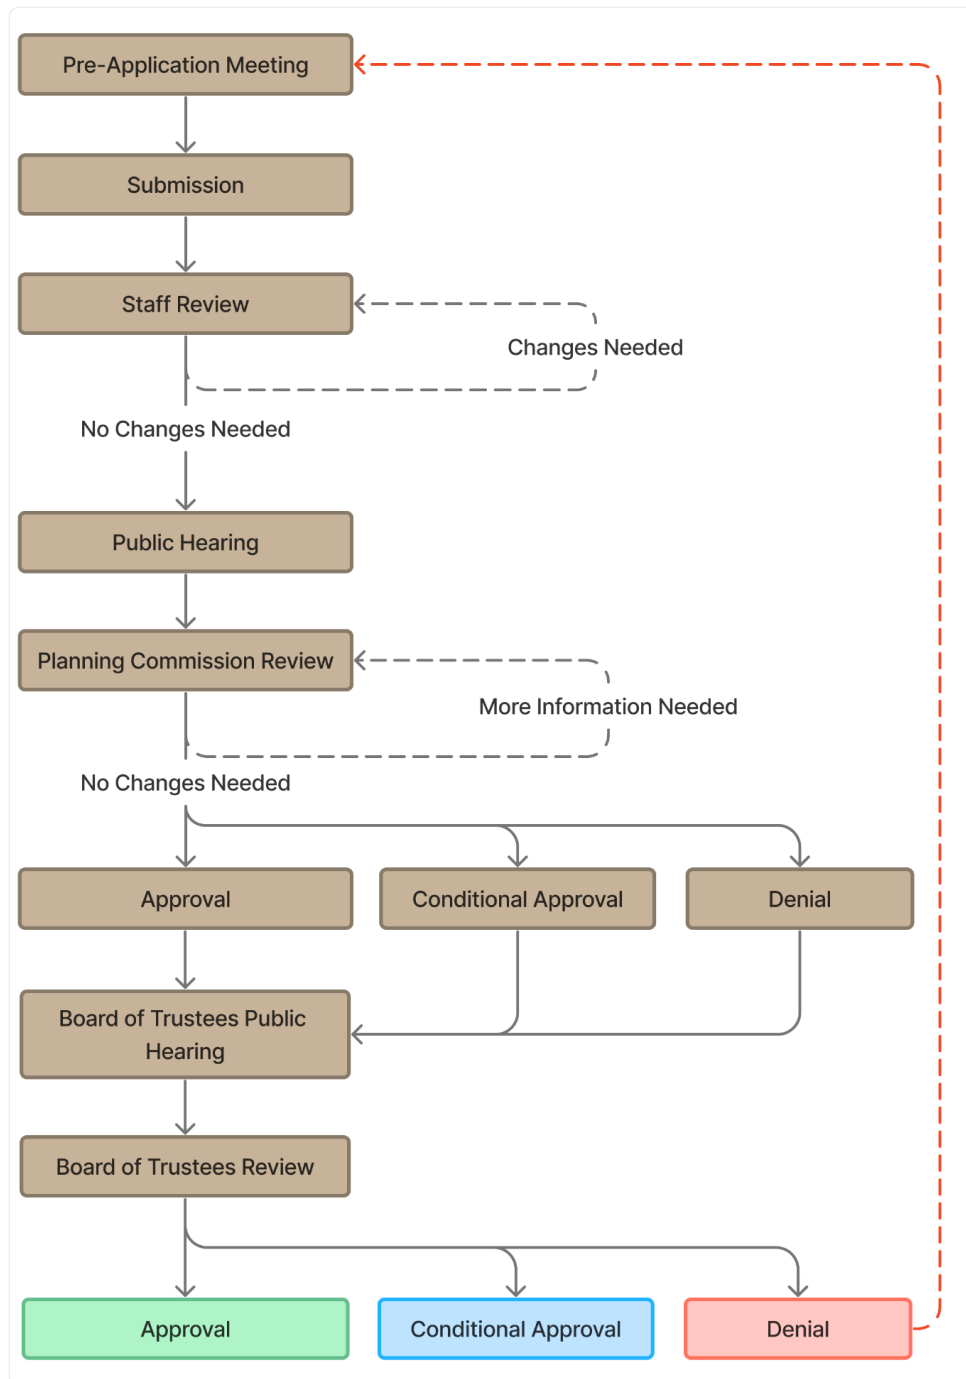 Pre-Application Meeting
Submission
Staff Review
Changes Needed
No Changes Needed
Public Hearing
Planning Commission Review
More Information Needed
No Changes Needed
Approval
Conditional Approval
Denial
Board of Trustees Public
Hearing
Board of Trustees Review
Approval
Conditional Approval
Denial